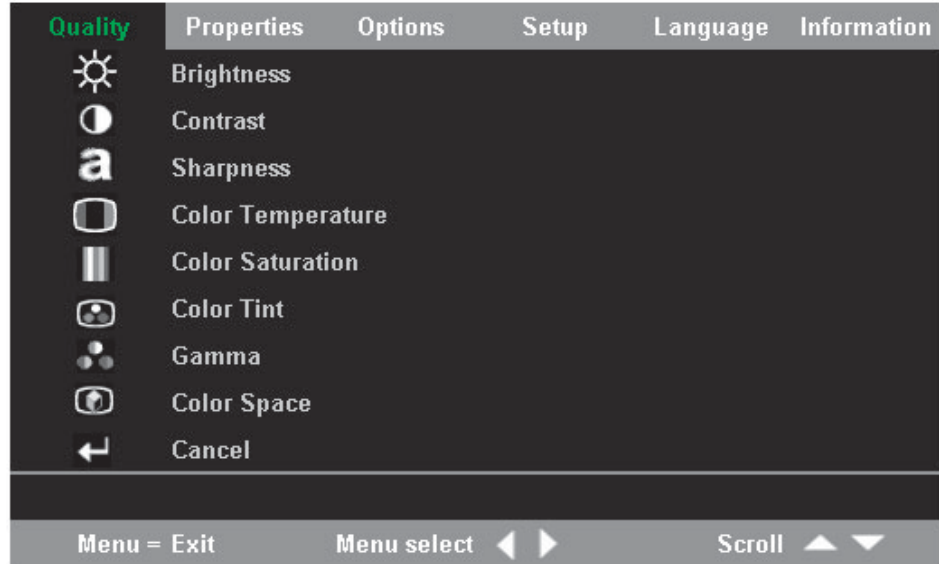 Quality Properties Options Setup Language Information
Brightness
Contrast
a Sharpness
Color Temperature
Color Saturation
Color Tint
Gamma
Color Space
Cancel
Menu = Exit Menu select Scroll